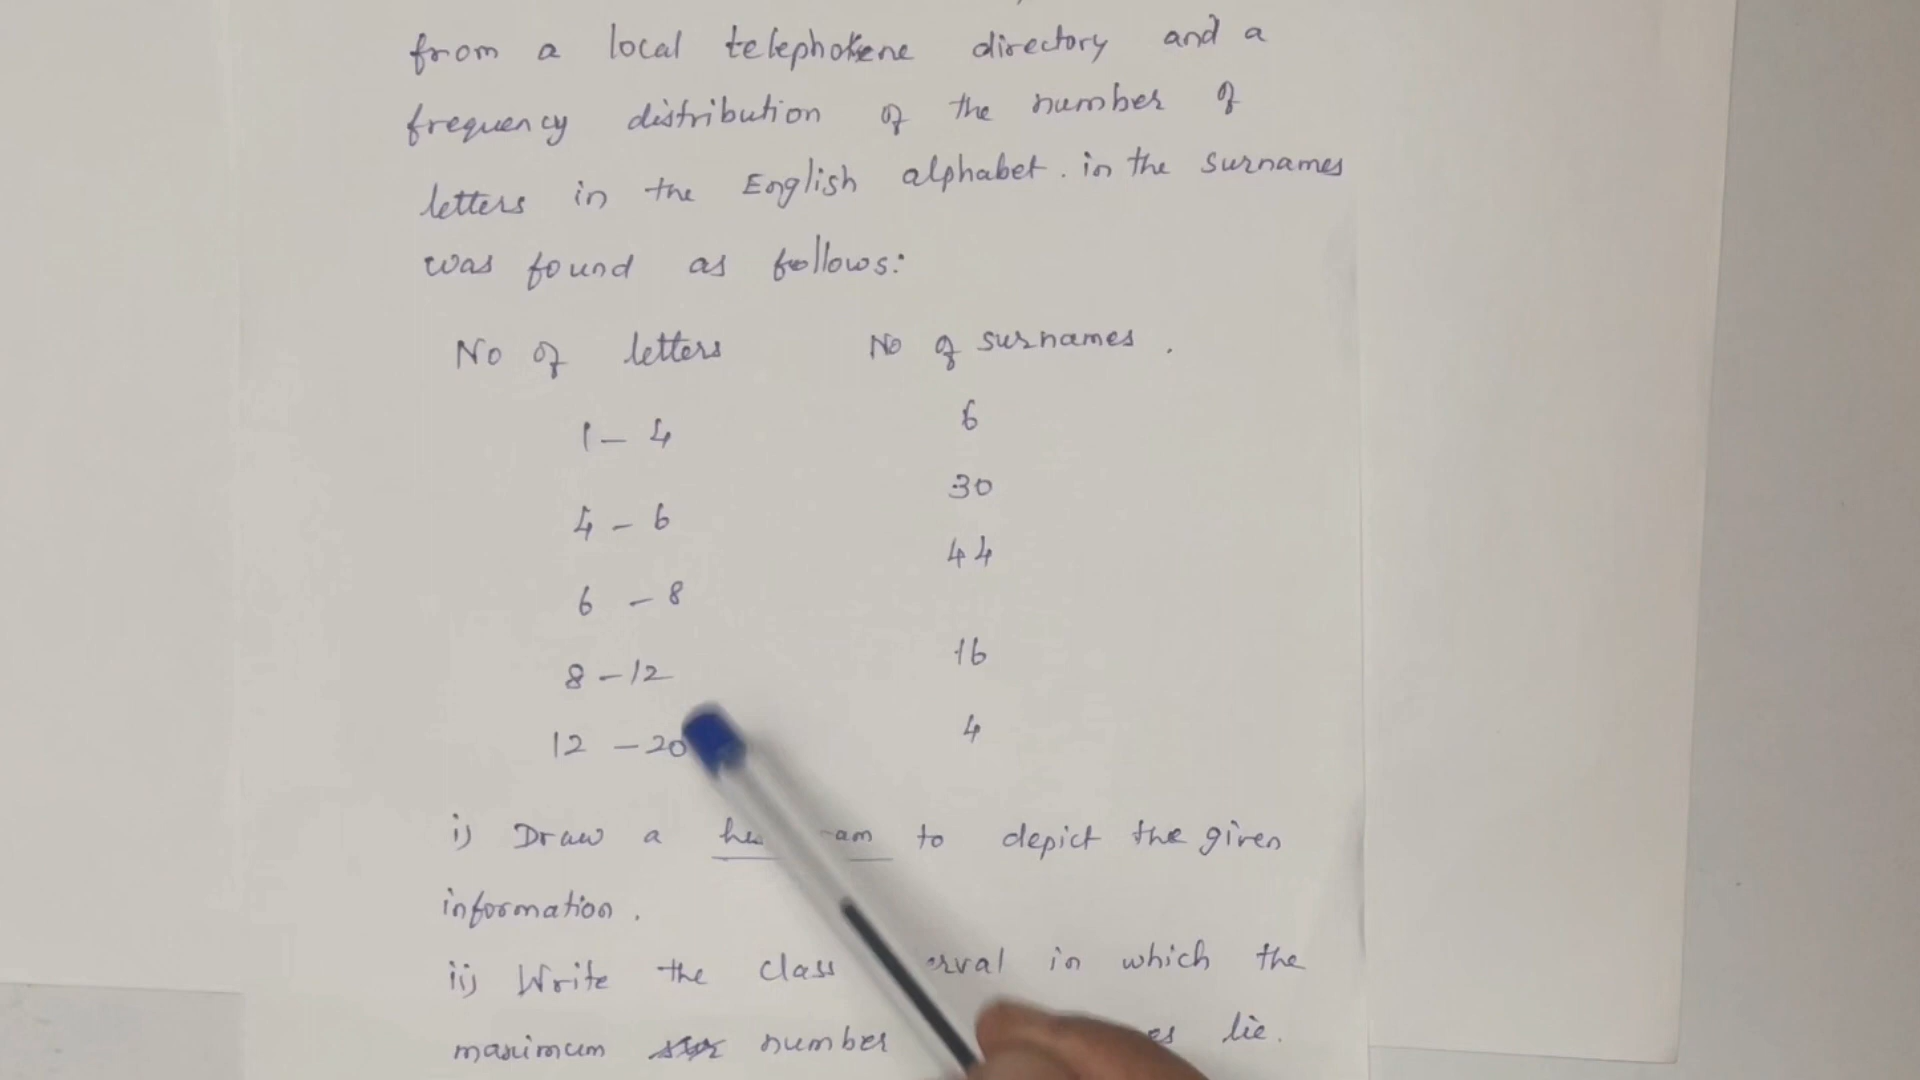 from a local telephone directory and a
frequency distribution of the number of
letters in the English alphabet. in the surnames
was found as follows:
No of letters No of surnames.
1 - 4 6
4 - 6 30
6 - 8 44
8 - 12 16
12 - 20 4
i) Draw a to depict the given
information.
ii) Write the class in which the
maximum number lie.